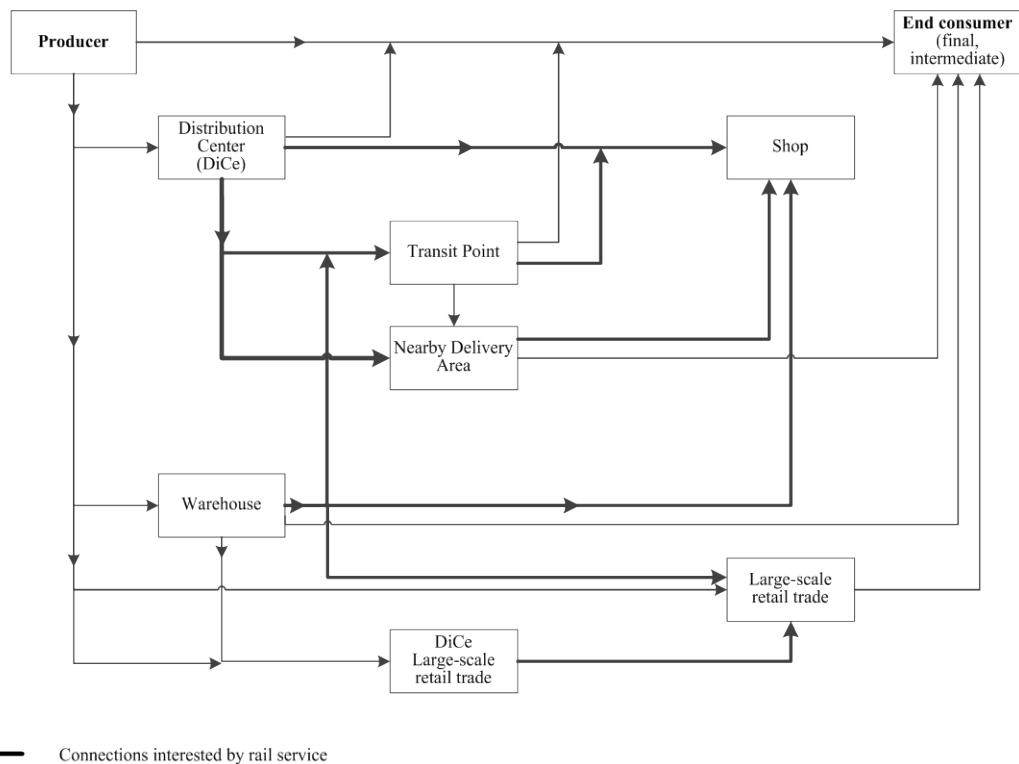 Producer
End consumer
(final,
intermediate)
Distribution
Center
(DiCe)
Shop
Transit Point
Nearby Delivery
Area
Warehouse
Large-scale
retail trade
DiCe
Large-scale
retail trade
Connections interested by rail service